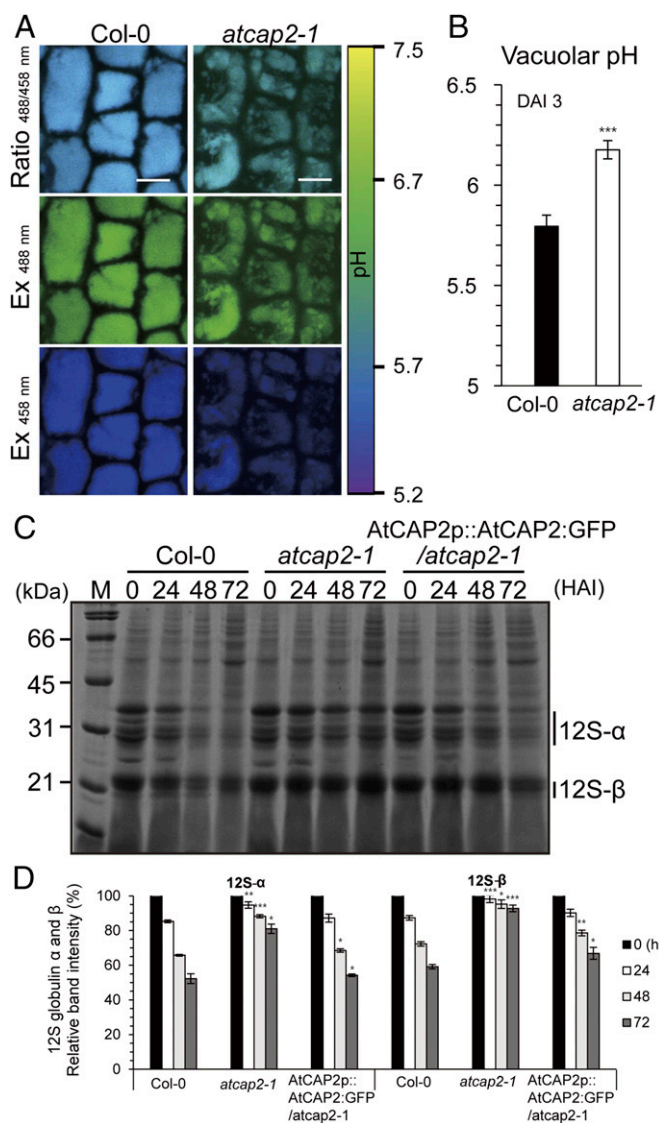 A
Col-0
atcap2-1
Ratio 488/458 nm
Ex 488 nm
Ex 458 nm
7.5
6.7
pH
5.7
5.2
B
Vacuolar pH
DAI 3
6.5
6
5.5
5
***
Col-0
atcap2-1
C
AtCAP2p::AtCAP2:GFP
Col-0 atcap2-1 /atcap2-1
(kDa) M 0 24 48 72 0 24 48 72 0 24 48 72 (HAI)
66
45
31
21
12S-α
12S-β
D
12S globulin α and β
Relative band intensity (%)
100
80
60
40
20
0
12S-α
12S-β
** *** *
* *
*** * ***
** *
0 (h
24
48
72
Col-0
atcap2-1
AtCAP2p::
AtCAP2:GFP
/atcap2-1
Col-0
atcap2-1
AtCAP2p::
AtCAP2:GFP
/atcap2-1